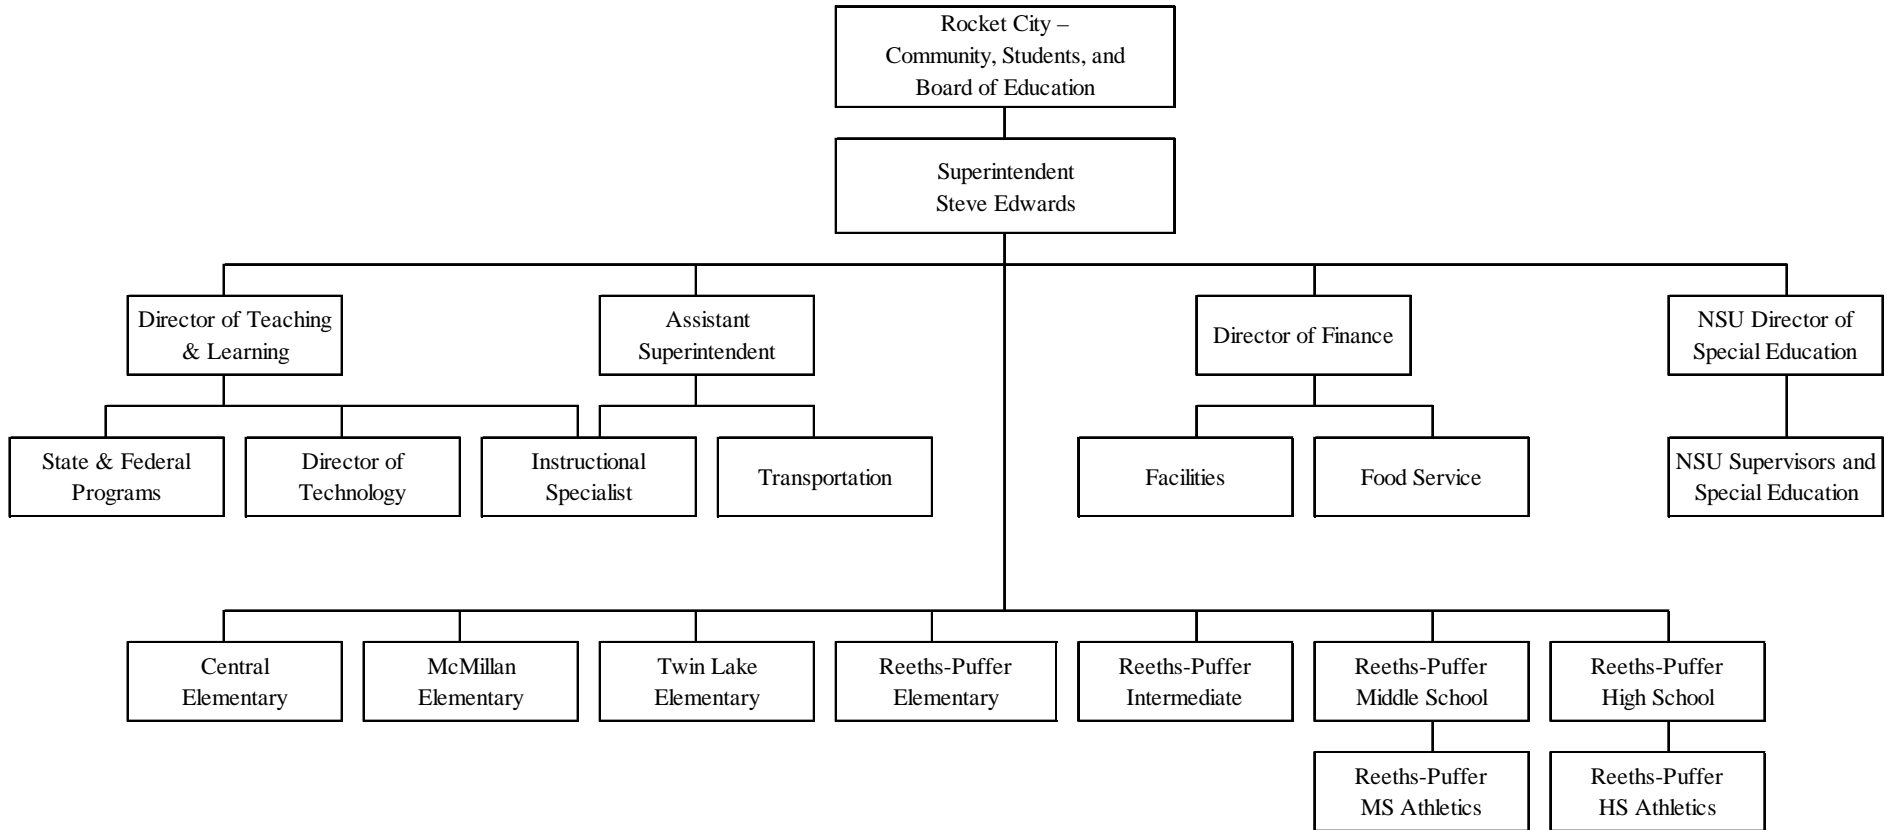 Rocket City –
Community, Students, and
Board of Education
Superintendent
Steve Edwards
Director of Teaching
& Learning
Assistant
Superintendent
Director of Finance
NSU Director of
Special Education
State & Federal
Programs
Director of
Technology
Instructional
Specialist
Transportation
Facilities
Food Service
NSU Supervisors and
Special Education
Central
Elementary
McMillan
Elementary
Twin Lake
Elementary
Reeths-Puffer
Elementary
Reeths-Puffer
Intermediate
Reeths-Puffer
Middle School
Reeths-Puffer
High School
Reeths-Puffer
MS Athletics
Reeths-Puffer
HS Athletics